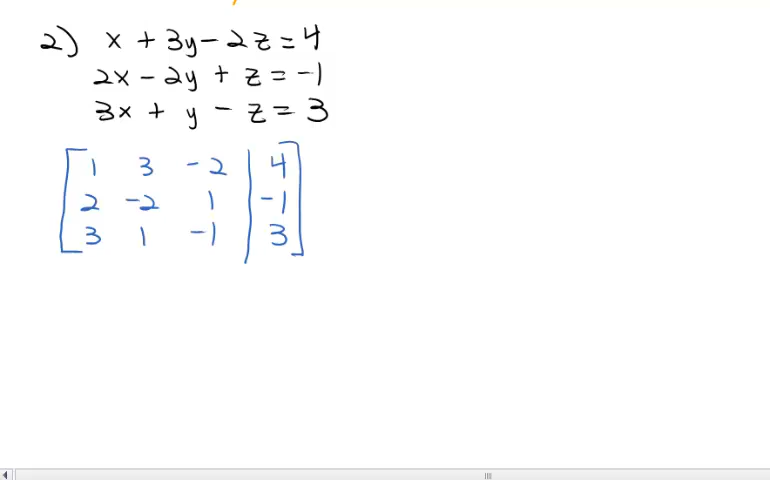 2) x + 3y - 2z = 4
2x - 2y + z = -1
3x + y - z = 3
1 3 -2 | 4
2 -2 1 | -1
3 1 -1 | 3